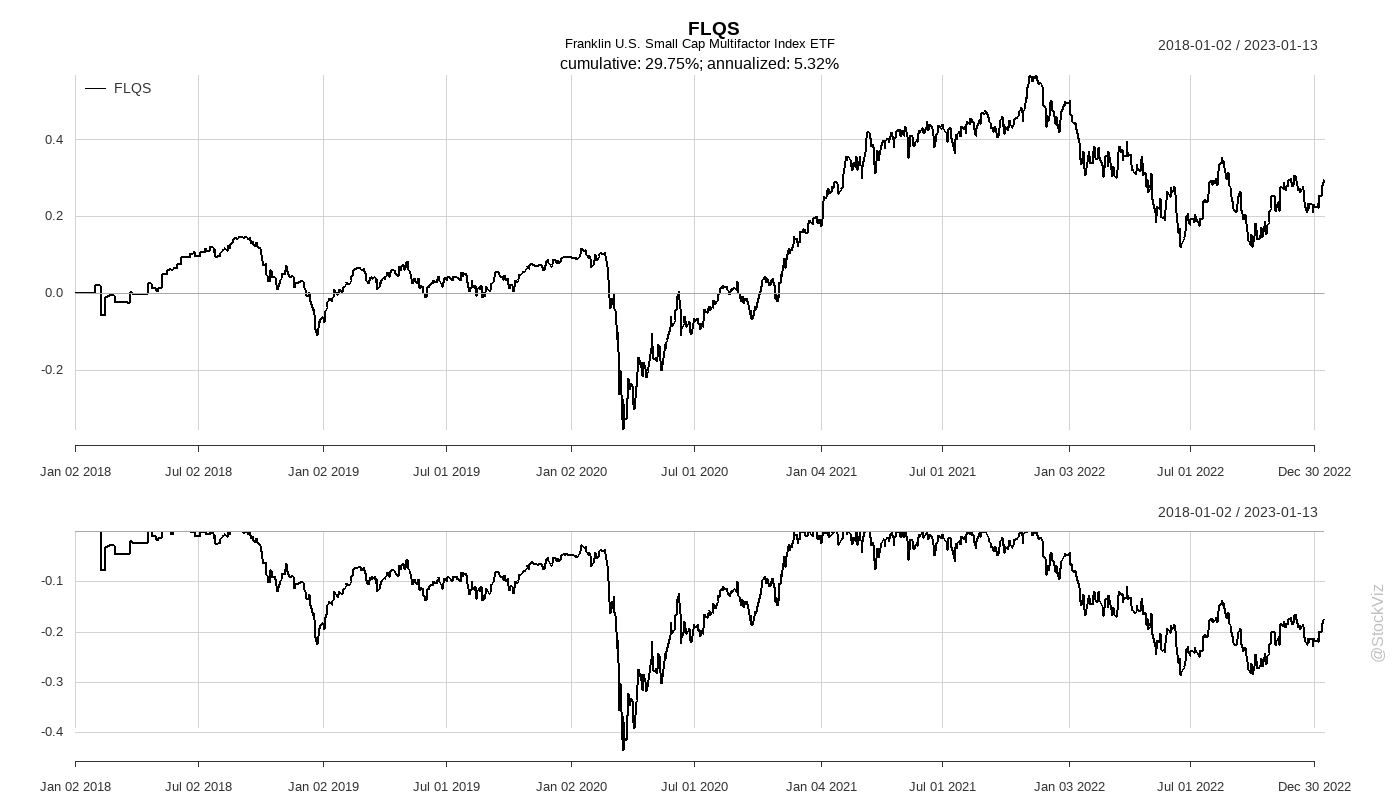 FLQS
Franklin U.S. Small Cap Multifactor Index ETF
cumulative: 29.75%; annualized: 5.32%
2018-01-02 / 2023-01-13
FLQS
0.4
0.2
0.0
-0.2
Jan 02 2018 Jul 02 2018 Jan 02 2019 Jul 01 2019 Jan 02 2020 Jul 01 2020 Jan 04 2021 Jul 01 2021 Jan 03 2022 Jul 01 2022 Dec 30 2022
2018-01-02 / 2023-01-13
-0.1
-0.2
-0.3
-0.4
Jan 02 2018 Jul 02 2018 Jan 02 2019 Jul 01 2019 Jan 02 2020 Jul 01 2020 Jan 04 2021 Jul 01 2021 Jan 03 2022 Jul 01 2022 Dec 30 2022
@StockViz